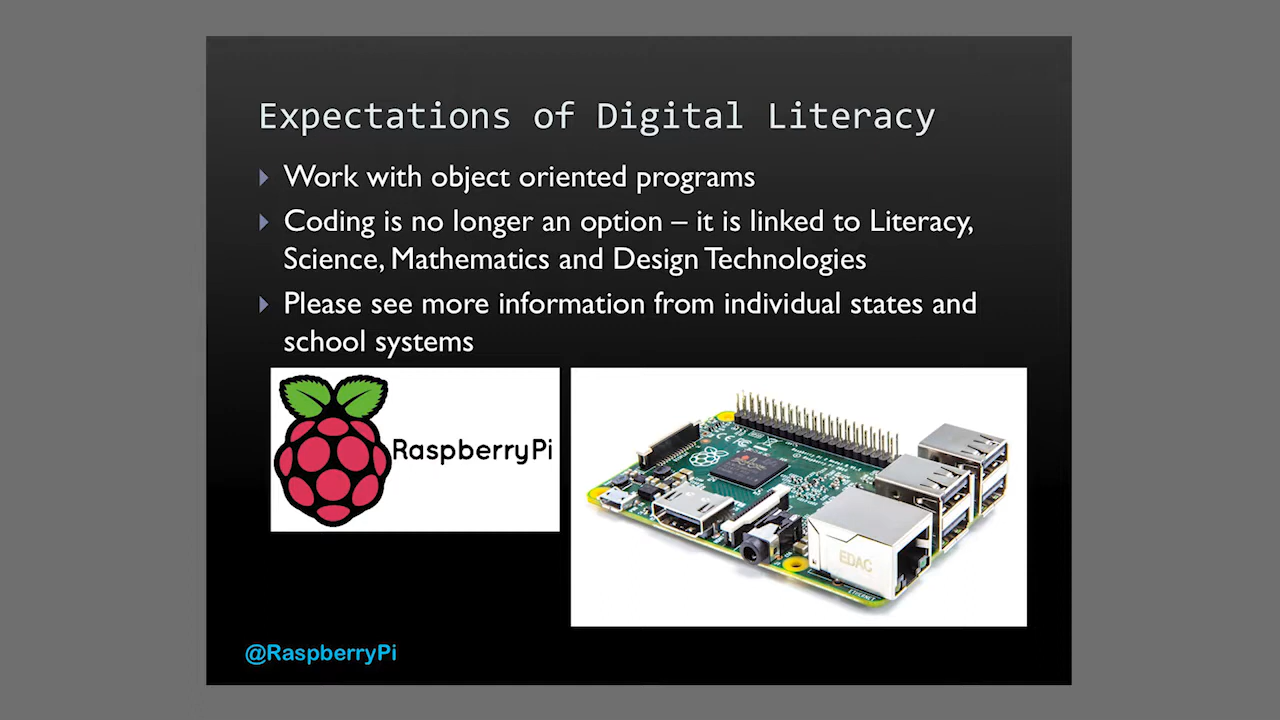 Expectations of Digital Literacy
Work with object oriented programs
Coding is no longer an option – it is linked to Literacy,
Science, Mathematics and Design Technologies
Please see more information from individual states and
school systems
RaspberryPi
EDAC
ETHERNET
@RaspberryPi